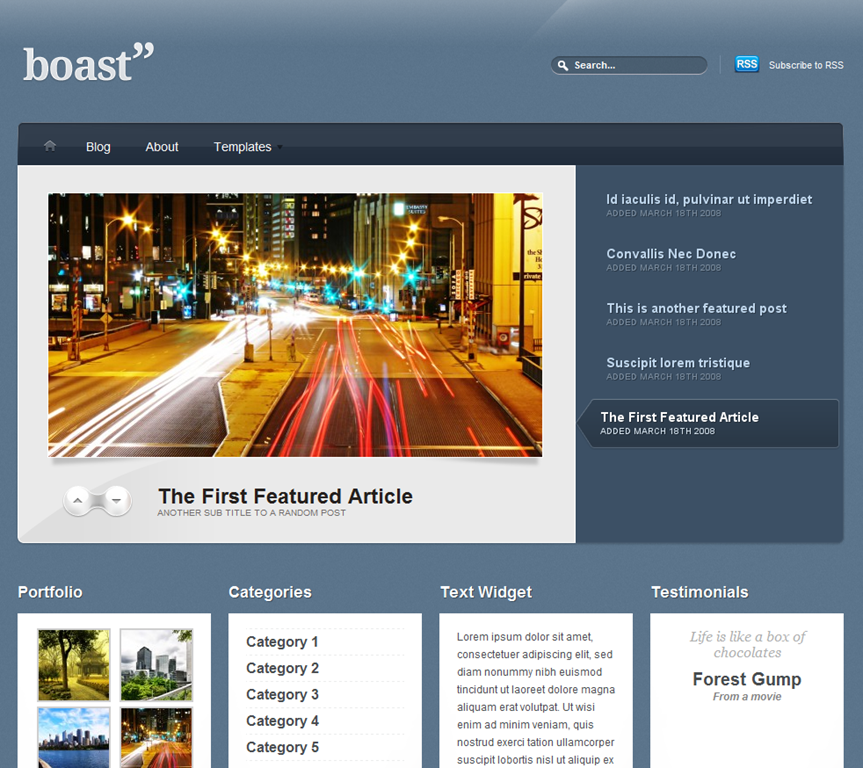 boast”
Search...
RSS
Subscribe to RSS
Blog
About
Templates
Id iaculis id, pulvinar ut imperdiet
ADDED MARCH 18TH 2008
Convallis Nec Donec
ADDED MARCH 18TH 2008
This is another featured post
ADDED MARCH 18TH 2008
Suscipit lorem tristique
ADDED MARCH 18TH 2008
The First Featured Article
ADDED MARCH 18TH 2008
The First Featured Article
ANOTHER SUB TITLE TO A RANDOM POST
Portfolio
Categories
Category 1
Category 2
Category 3
Category 4
Category 5
Text Widget
Lorem ipsum dolor sit amet,
consectetuer adipiscing elit, sed
diam nonummy nibh euismod
tincidunt ut laoreet dolore magna
aliquam erat volutpat. Ut wisi
enim ad minim veniam, quis
nostrud exerci tation ullamcorper
suscipit lobortis nisl ut aliquip ex
Testimonials
Life is like a box of
chocolates
Forest Gump
From a movie